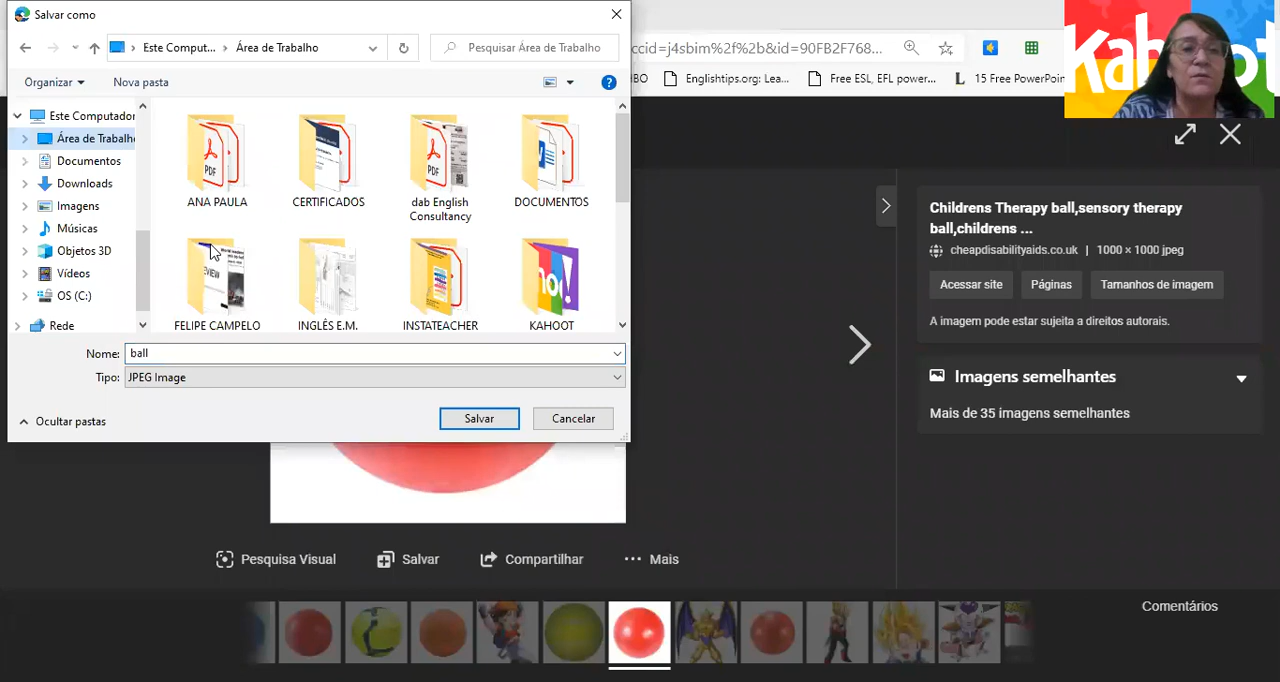 Salvar como
Este Comput...
Área de Trabalho
Pesquisar Área de Trabalho
ccid=j4sbim%2f%2b&id=90FB2F768...
Organizar
Nova pasta
BO
Englishtips.org: Lea...
Free ESL, EFL power...
L
15 Free PowerPoin
Kahoot
Este Computador
Área de Trabalh
Documentos
Downloads
Imagens
Músicas
Objetos 3D
Vídeos
OS (C:)
Rede
PDF
PDF
W
ANA PAULA
CERTIFICADOS
dab English
Consultancy
DOCUMENTOS
FELIPE CAMPELO
INGLÊS E.M.
INSTATEACHER
KAHOOT
Nome:
ball
Tipo:
JPEG Image
Ocultar pastas
Salvar
Cancelar
Childrens Therapy ball,sensory therapy
ball,childrens ...
cheapdisabilityaids.co.uk | 1000 × 1000 jpeg
Acessar site
Páginas
Tamanhos de imagem
A imagem pode estar sujeita a direitos autorais.
Imagens semelhantes
Mais de 35 imagens semelhantes
Pesquisa Visual
Salvar
Compartilhar
Mais
Comentários